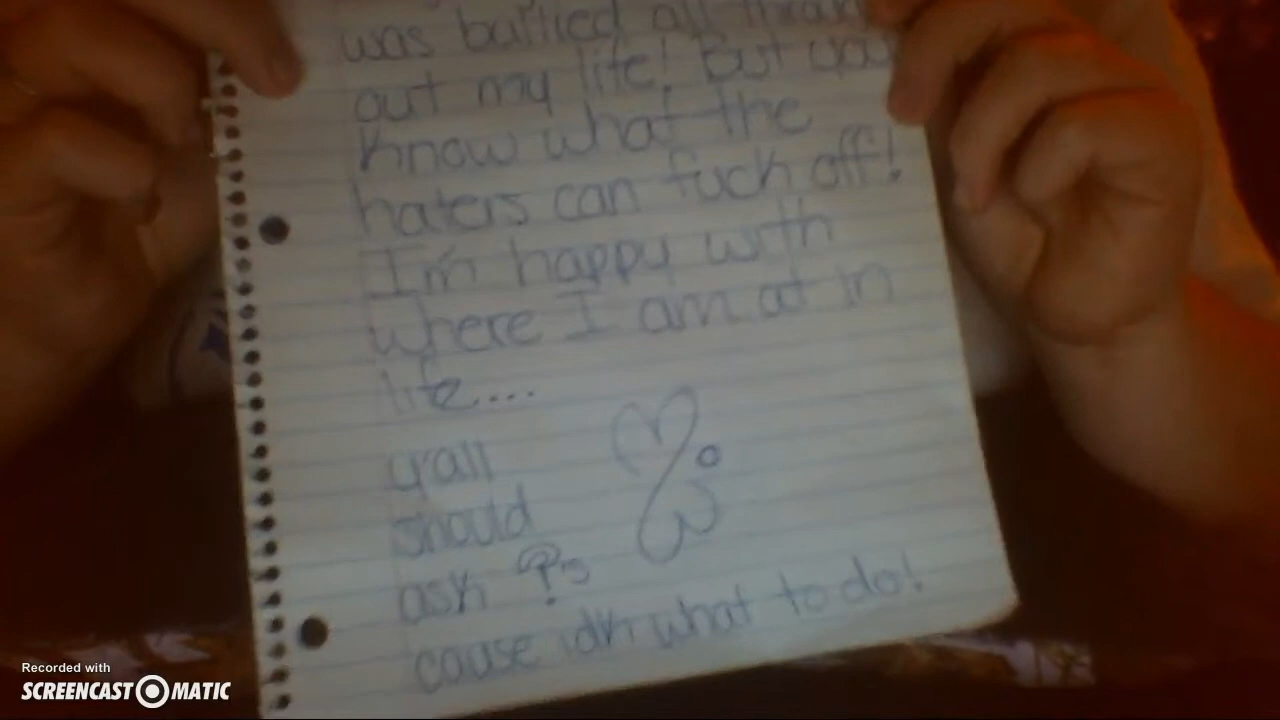 was bullied all throu
out my life! But you
know what the
haters can fuck off!
I'm happy with
where I am at in
life....
y'all
should
ask ?'s
cause idk what to do!
Recorded with
SCREENCAST-O-MATIC